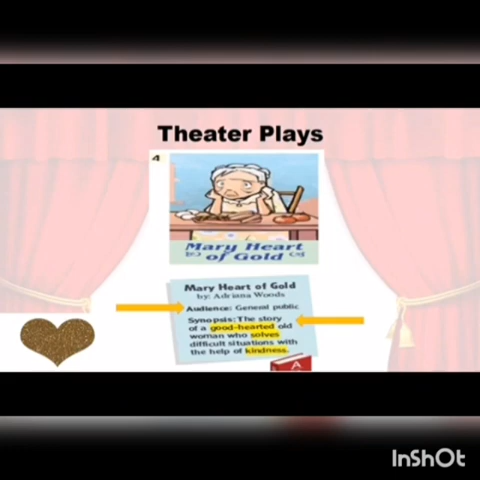 Theater Plays
4
Mary Heart
of Gold
Mary Heart of Gold
by: Adriana Woods
Audience: General public
Synopsis: The story
of a good-hearted old
woman who solves
difficult situations with
the help of kindness.
A
InShOt